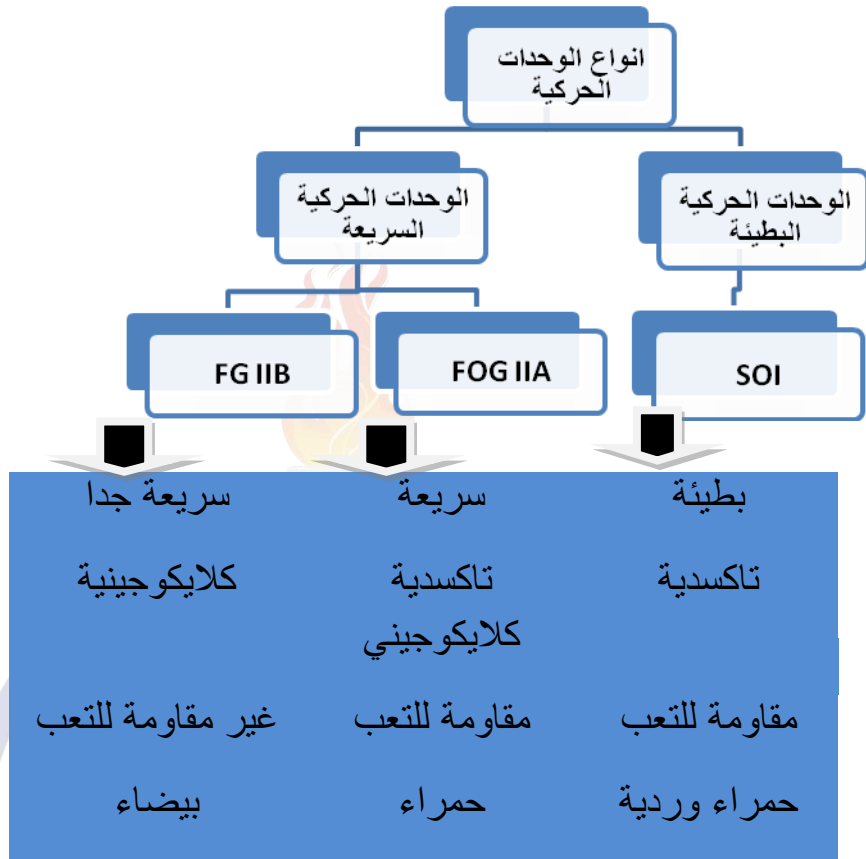 انواع الوحدات
الحركية
الوحدات الحركية
البطيئة
الوحدات الحركية
السريعة
SOI
FOG IIA
FG IIB
بطيئة
سريعة
سريعة جدا
تاكسدية
تاكسدية
كلايكوجينية
كلايكوجيني
مقاومة للتعب
مقاومة للتعب
غير مقاومة للتعب
حمراء وردية
حمراء
بيضاء